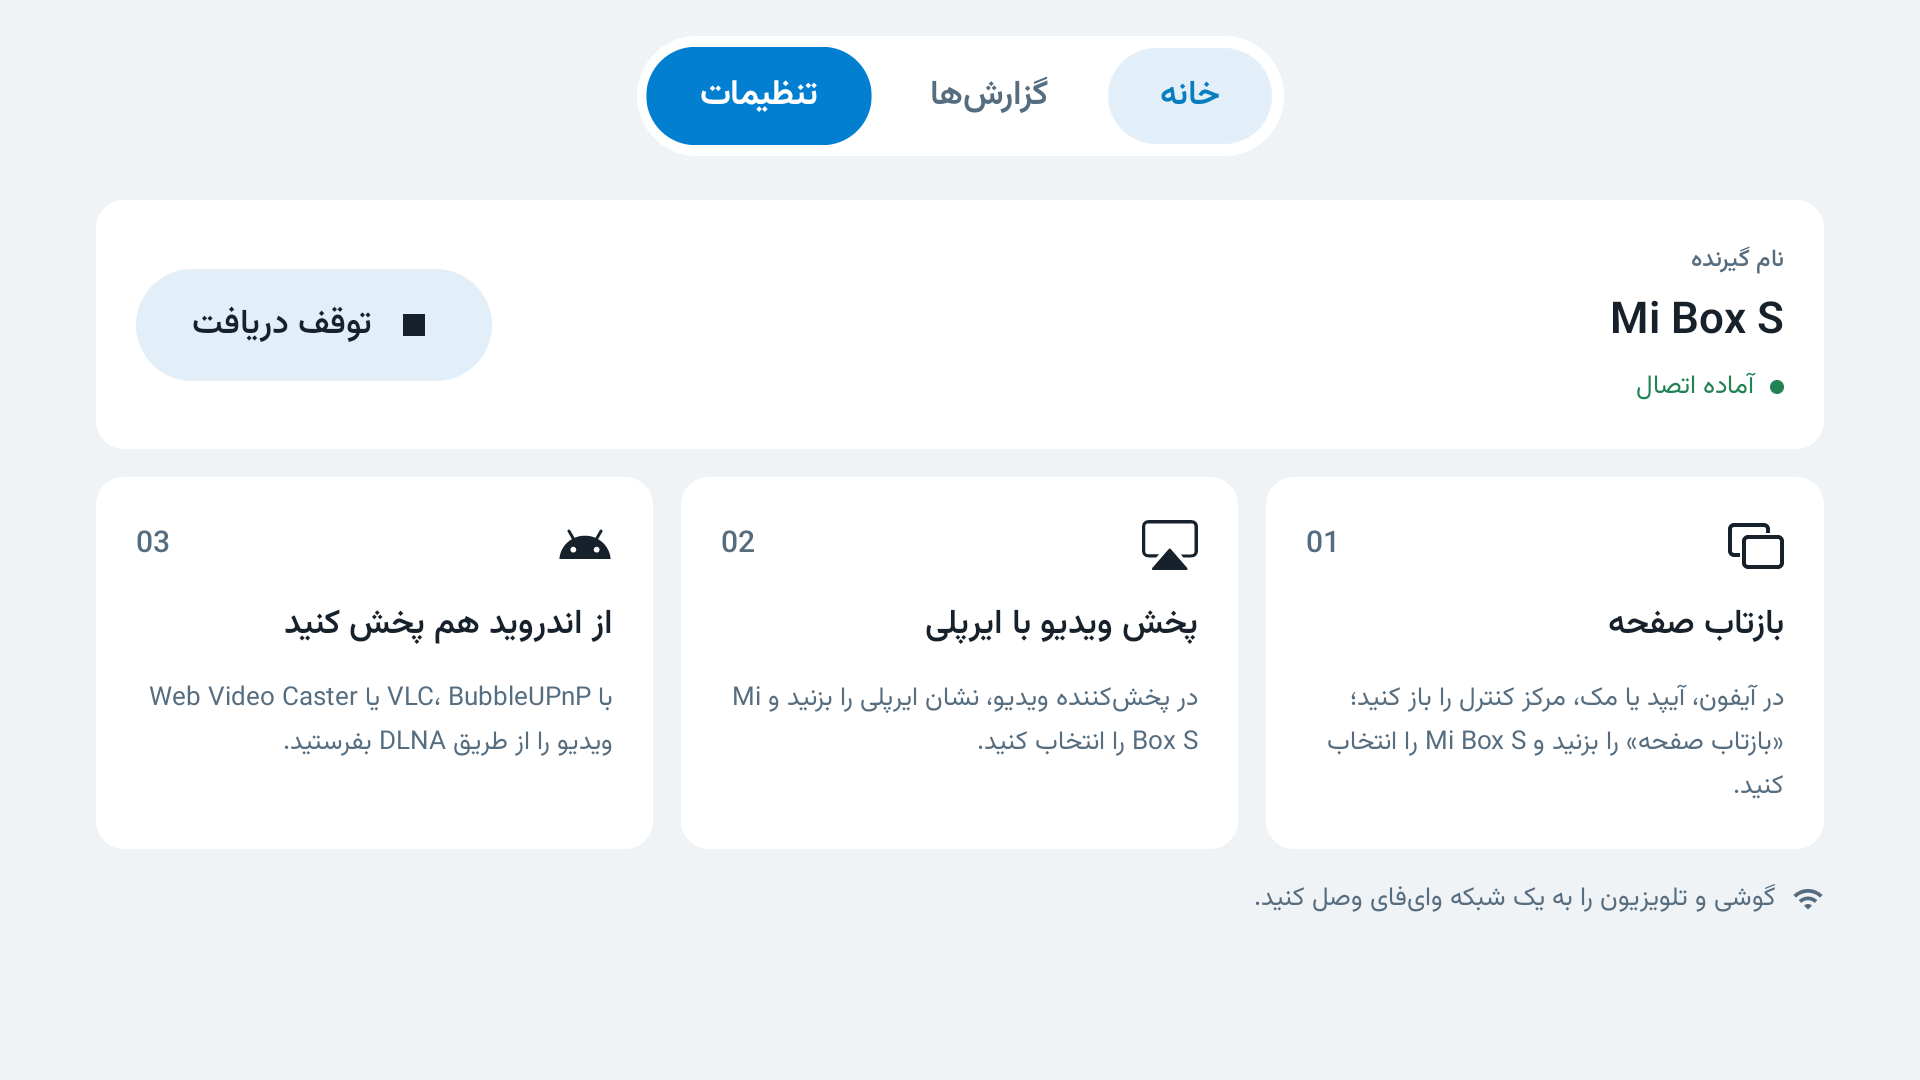 خانه
گزارش‌ها
تنظیمات
نام گیرنده
Mi Box S
آماده اتصال
توقف دریافت
01
بازتاب صفحه
در آیفون، آیپد یا مک، مرکز کنترل را باز کنید؛
«بازتاب صفحه» را بزنید و Mi Box S را انتخاب
کنید.
02
پخش ویدیو با ایرپلی
در پخش‌کننده ویدیو، نشان ایرپلی را بزنید و Mi
Box S را انتخاب کنید.
03
از اندروید هم پخش کنید
با VLC، BubbleUPnP یا Web Video Caster
ویدیو را از طریق DLNA بفرستید.
گوشی و تلویزیون را به یک شبکه وای‌فای وصل کنید.